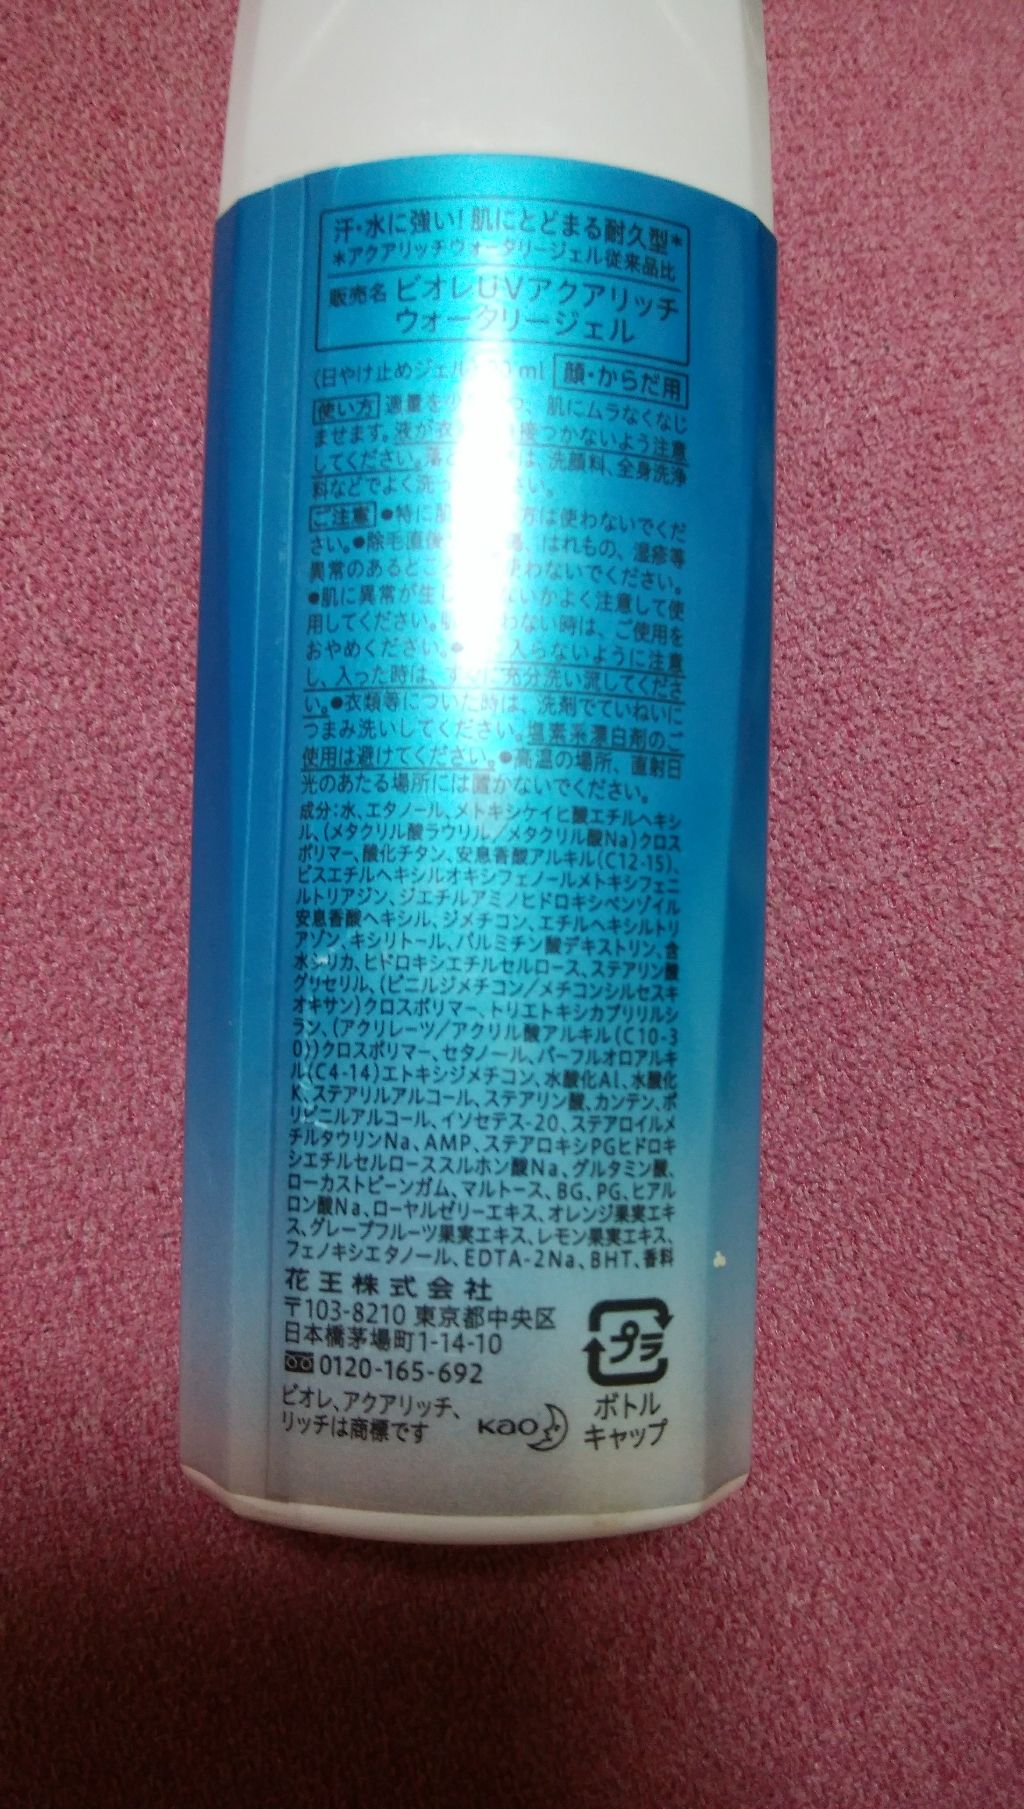 汗・水に強い!肌にとどまる耐久型*
*アクアリッチウォータリージェル従来品比
販売名 ビオレUVアクアリッチ
ウォータリージェル
(日やけ止めジェル ml 顔・からだ用
使い方 適量を 、肌にムラなくなじ
ませます。液が衣 接つかないよう注意
してください。 は、洗顔料、全身洗浄
料などでよく洗っ さい。
ご注意 ●特に肌 方は使わないでくだ
さい。●除毛直後 、はれもの、湿疹等
異常のあるとこ 使わないでください。
●肌に異常が生 ないかよく注意して使
用してください。肌 わない時は、ご使用を
おやめください。● 入らないように注意
し、入った時は、すぐに充分洗い流してくださ
い。●衣類等についた時は、洗剤でていねいに
つまみ洗いしてください。塩素系漂白剤のご
使用は避けてください。●高温の場所、直射日
光のあたる場所には置かないでください。
成分:水、エタノール、メトキシケイヒ酸エチルヘキシ
ル、(メタクリル酸ラウリル/メタクリル酸Na)クロス
ポリマー、酸化チタン、安息香酸アルキル(C12-15)、
ビスエチルヘキシルオキシフェノールメトキシフェニ
ルトリアジン、ジエチルアミノヒドロキシベンゾイル
安息香酸ヘキシル、ジメチコン、エチルヘキシルトリ
アゾン、キシリトール、パルミチン酸デキストリン、含
水シリカ、ヒドロキシエチルセルロース、ステアリン酸
グリセリル、(ビニルジメチコン/メチコンシルセスキ
オキサン)クロスポリマー、トリエトキシカプリリルシ
ラン、(アクリレーツ/アクリル酸アルキル(C10-3
0))クロスポリマー、セタノール、パーフルオロアルキ
ル(C4-14)エトキシジメチコン、水酸化Al、水酸化
K、ステアリルアルコール、ステアリン酸、カンテン、ポ
リビニルアルコール、イソセテス-20、ステアロイルメ
チルタウリンNa、AMP、ステアロキシPGヒドロキ
シエチルセルローススルホン酸Na、グルタミン酸、
ローカストビーンガム、マルトース、BG、PG、ヒアル
ロン酸Na、ローヤルゼリーエキス、オレンジ果実エキ
ス、グレープフルーツ果実エキス、レモン果実エキス、
フェノキシエタノール、EDTA-2Na、BHT、香料
花王株式会社
〒103-8210 東京都中央区
日本橋茅場町1-14-10
0120-165-692
ビオレ、アクアリッチ、
リッチは商標です
Kao
プラ
ボトル
キャップ